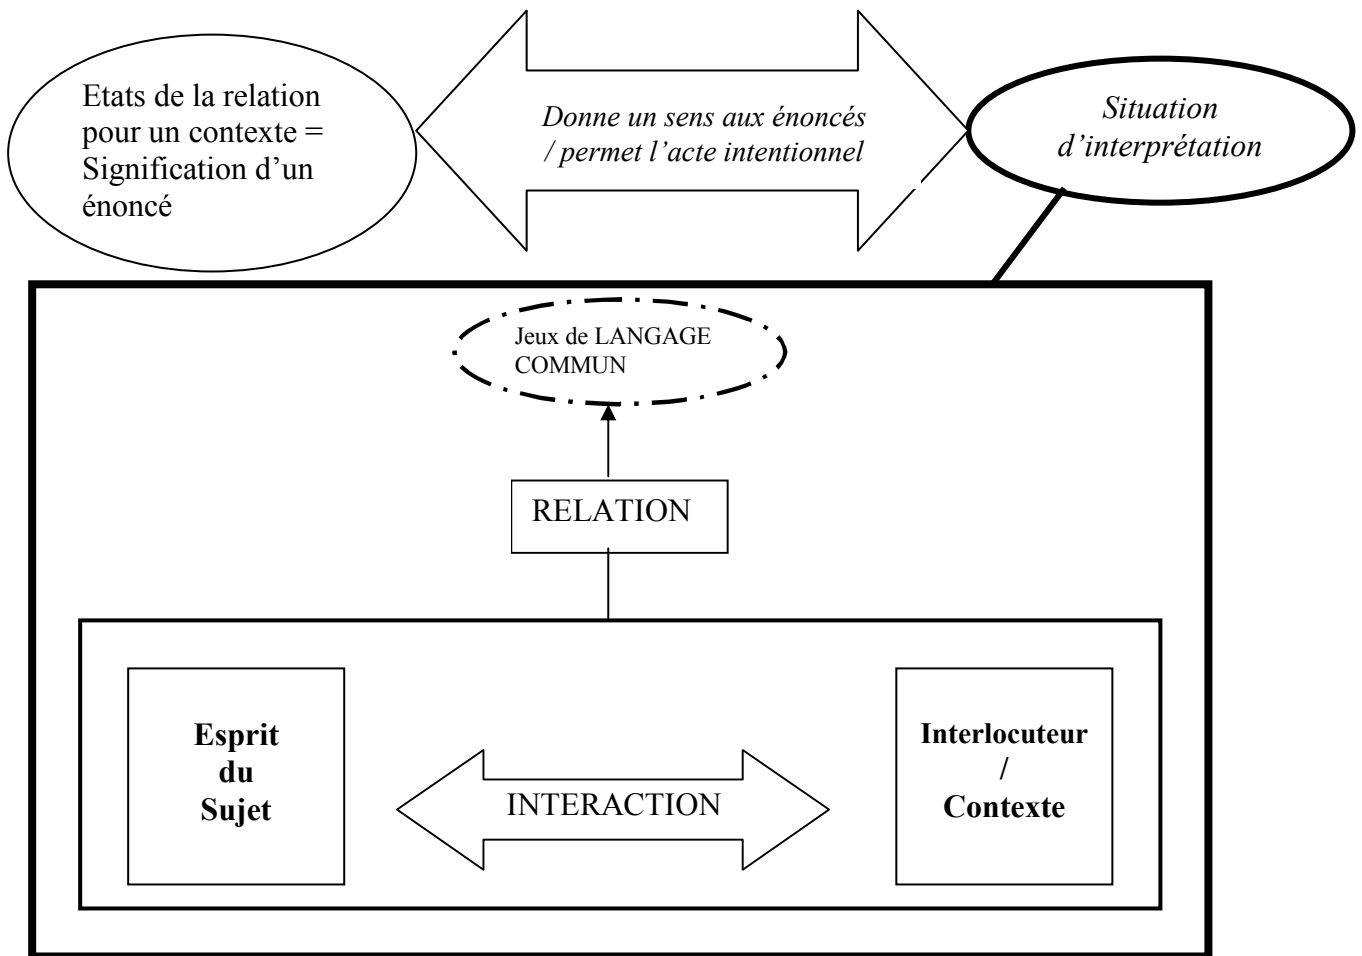 Etats de la relation
pour un contexte =
Signification d’un
énoncé
Donne un sens aux énoncés
/ permet l’acte intentionnel
Situation
d’interprétation
Jeux de LANGAGE
COMMUN
RELATION
Esprit
du
Sujet
INTERACTION
Interlocuteur
/
Contexte